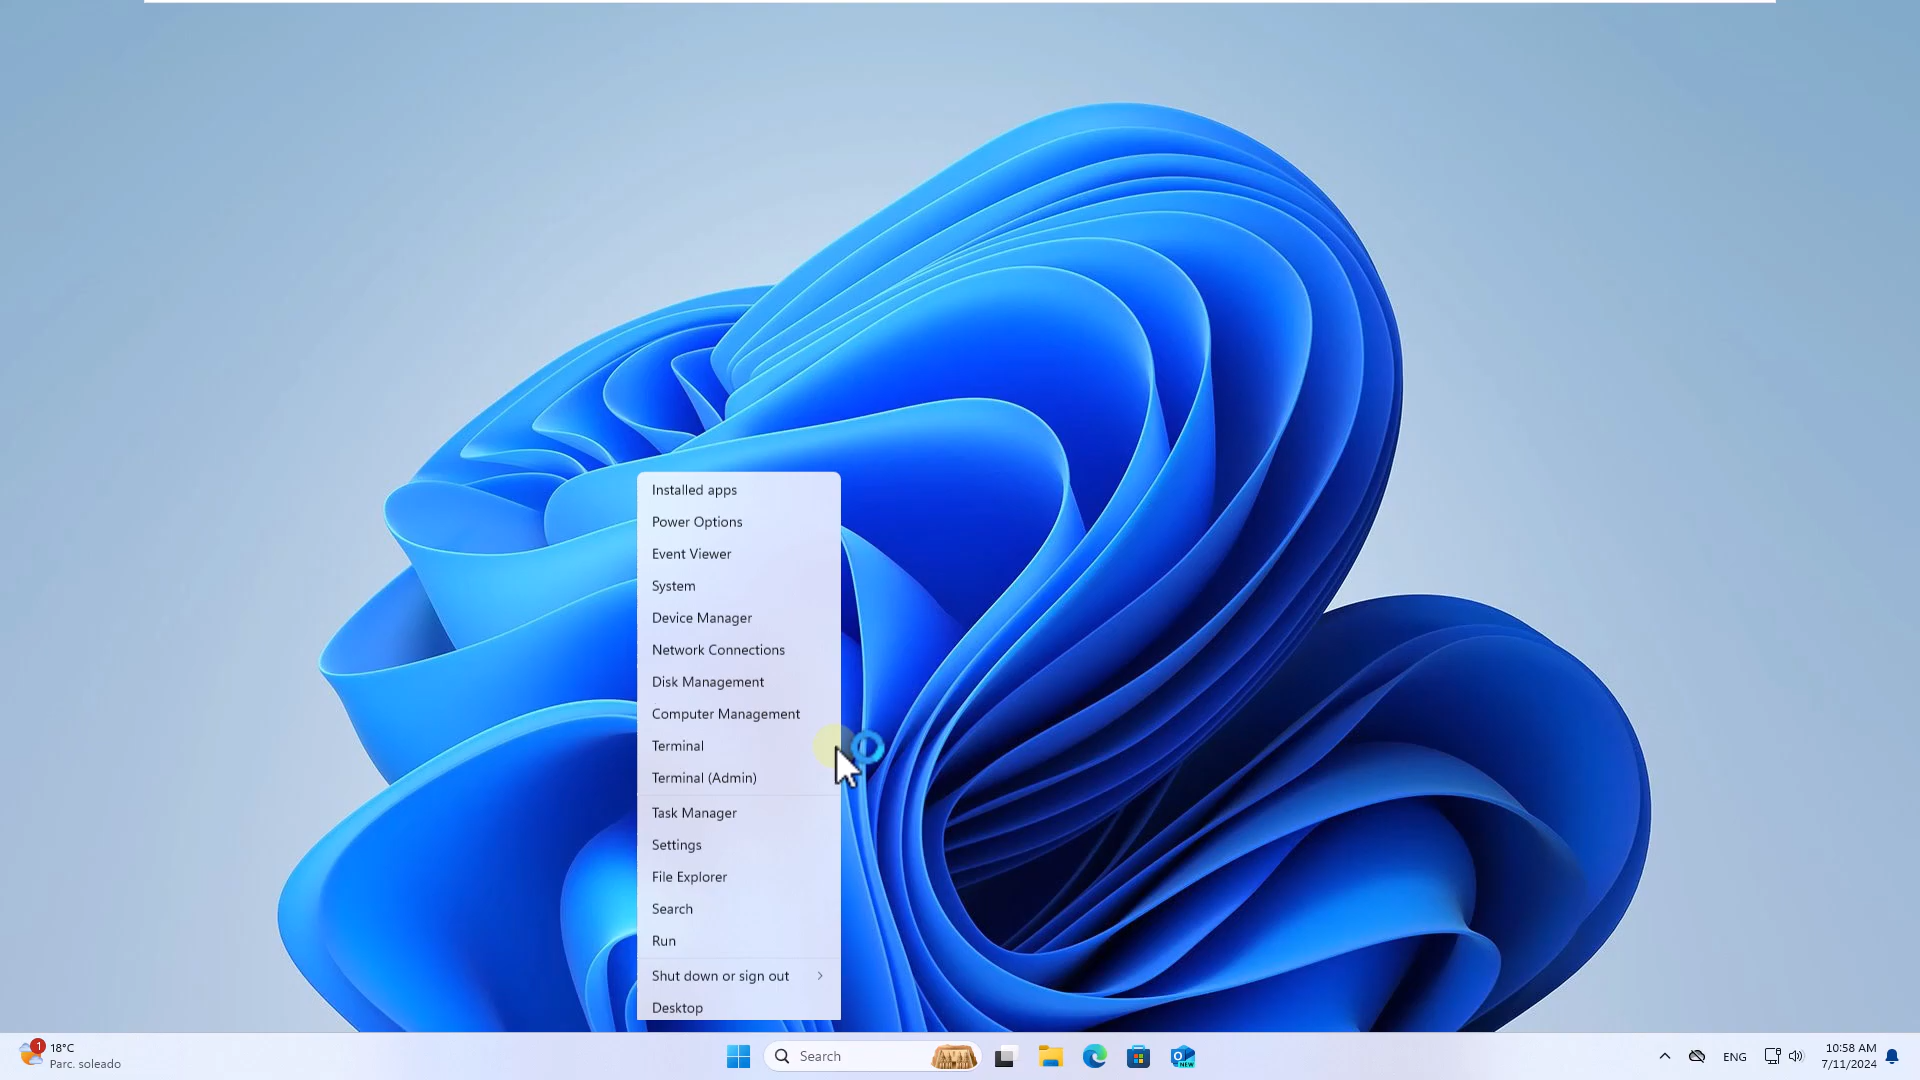 Installed apps
Power Options
Event Viewer
System
Device Manager
Network Connections
Disk Management
Computer Management
Terminal
Terminal (Admin)
Task Manager
Settings
File Explorer
Search
Run
Shut down or sign out
Desktop
1
18°C
Parc. soleado
Search
NEW
ENG
10:58 AM
7/11/2024